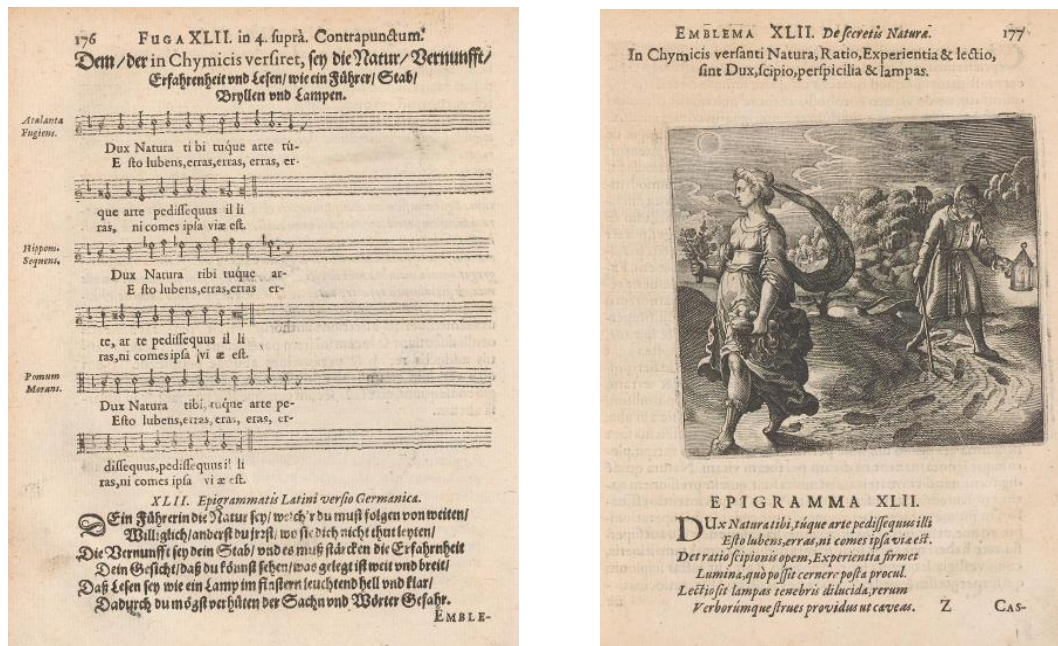 176 FUGA XLII. in 4. suprà. Contrapunctum.
Dem/der in Chymicis versiret, sey die Natur/Vernunfft/
Erfahrenheit vnd Lesen/wie ein Führer/Stab/
Bryllen vnd Lampen.
Atalanta
Fugiens.
Dux Natura ti bi tuque arte tú-
E sto lubens,erras,erras, erras, er-
que arte pedissequus il li
ras, ni comes ipsa viæ est.
Hippom.
Sequens.
Dux Natura tibi tuque ar-
E sto lubens,erras,erras er-
te, ar te pedissequus il li
ras,ni comes ipsa vi æ est.
Pomum
Morans.
Dux Natura tibi, túque arte pe-
Esto lubens,erras, eras, eras, er-
dissequus,pedissequus il li
ras,ni comes ipsa vi æ est.
XLII. Epigrammatis Latini versio Germanica.
DEin Führerin die Natur sey/welch'r du must folgen von weiten/
Williglich/anderst du jrzst/wo sie dich nicht thut leyten/
Die Vernunfft sey dein Stab/vnd es muß stärcken die Erfahrnheit
Dein Gesicht/daß du könnst sehen/was gelegt ist weit vnd breit/
Daß Lesen sey wie ein Lamp im finstern leuchtend hell vnd klar/
Dadurch du mögst verhüten der Sachn vnd Wörter Gefahr.
EMBLE-
EMBLEMA XLII. De secretis Naturæ. 177
In Chymicis versanti Natura, Ratio, Experientia & lectio,
sint Dux, scipio, perspicilia & lampas.
EPIGRAMMA XLII.
DUx Natura tibi, túque arte pedissequus illi
Esto lubens, erras, ni comes ipsa viæ est.
Det ratio scipionis opem, Experientia firmet
Lumina, quò possit cernere posta procul.
Lectio sit lampas tenebris dilucida, rerum
Verborúmque strues providus ut caveas.
Z CAS-